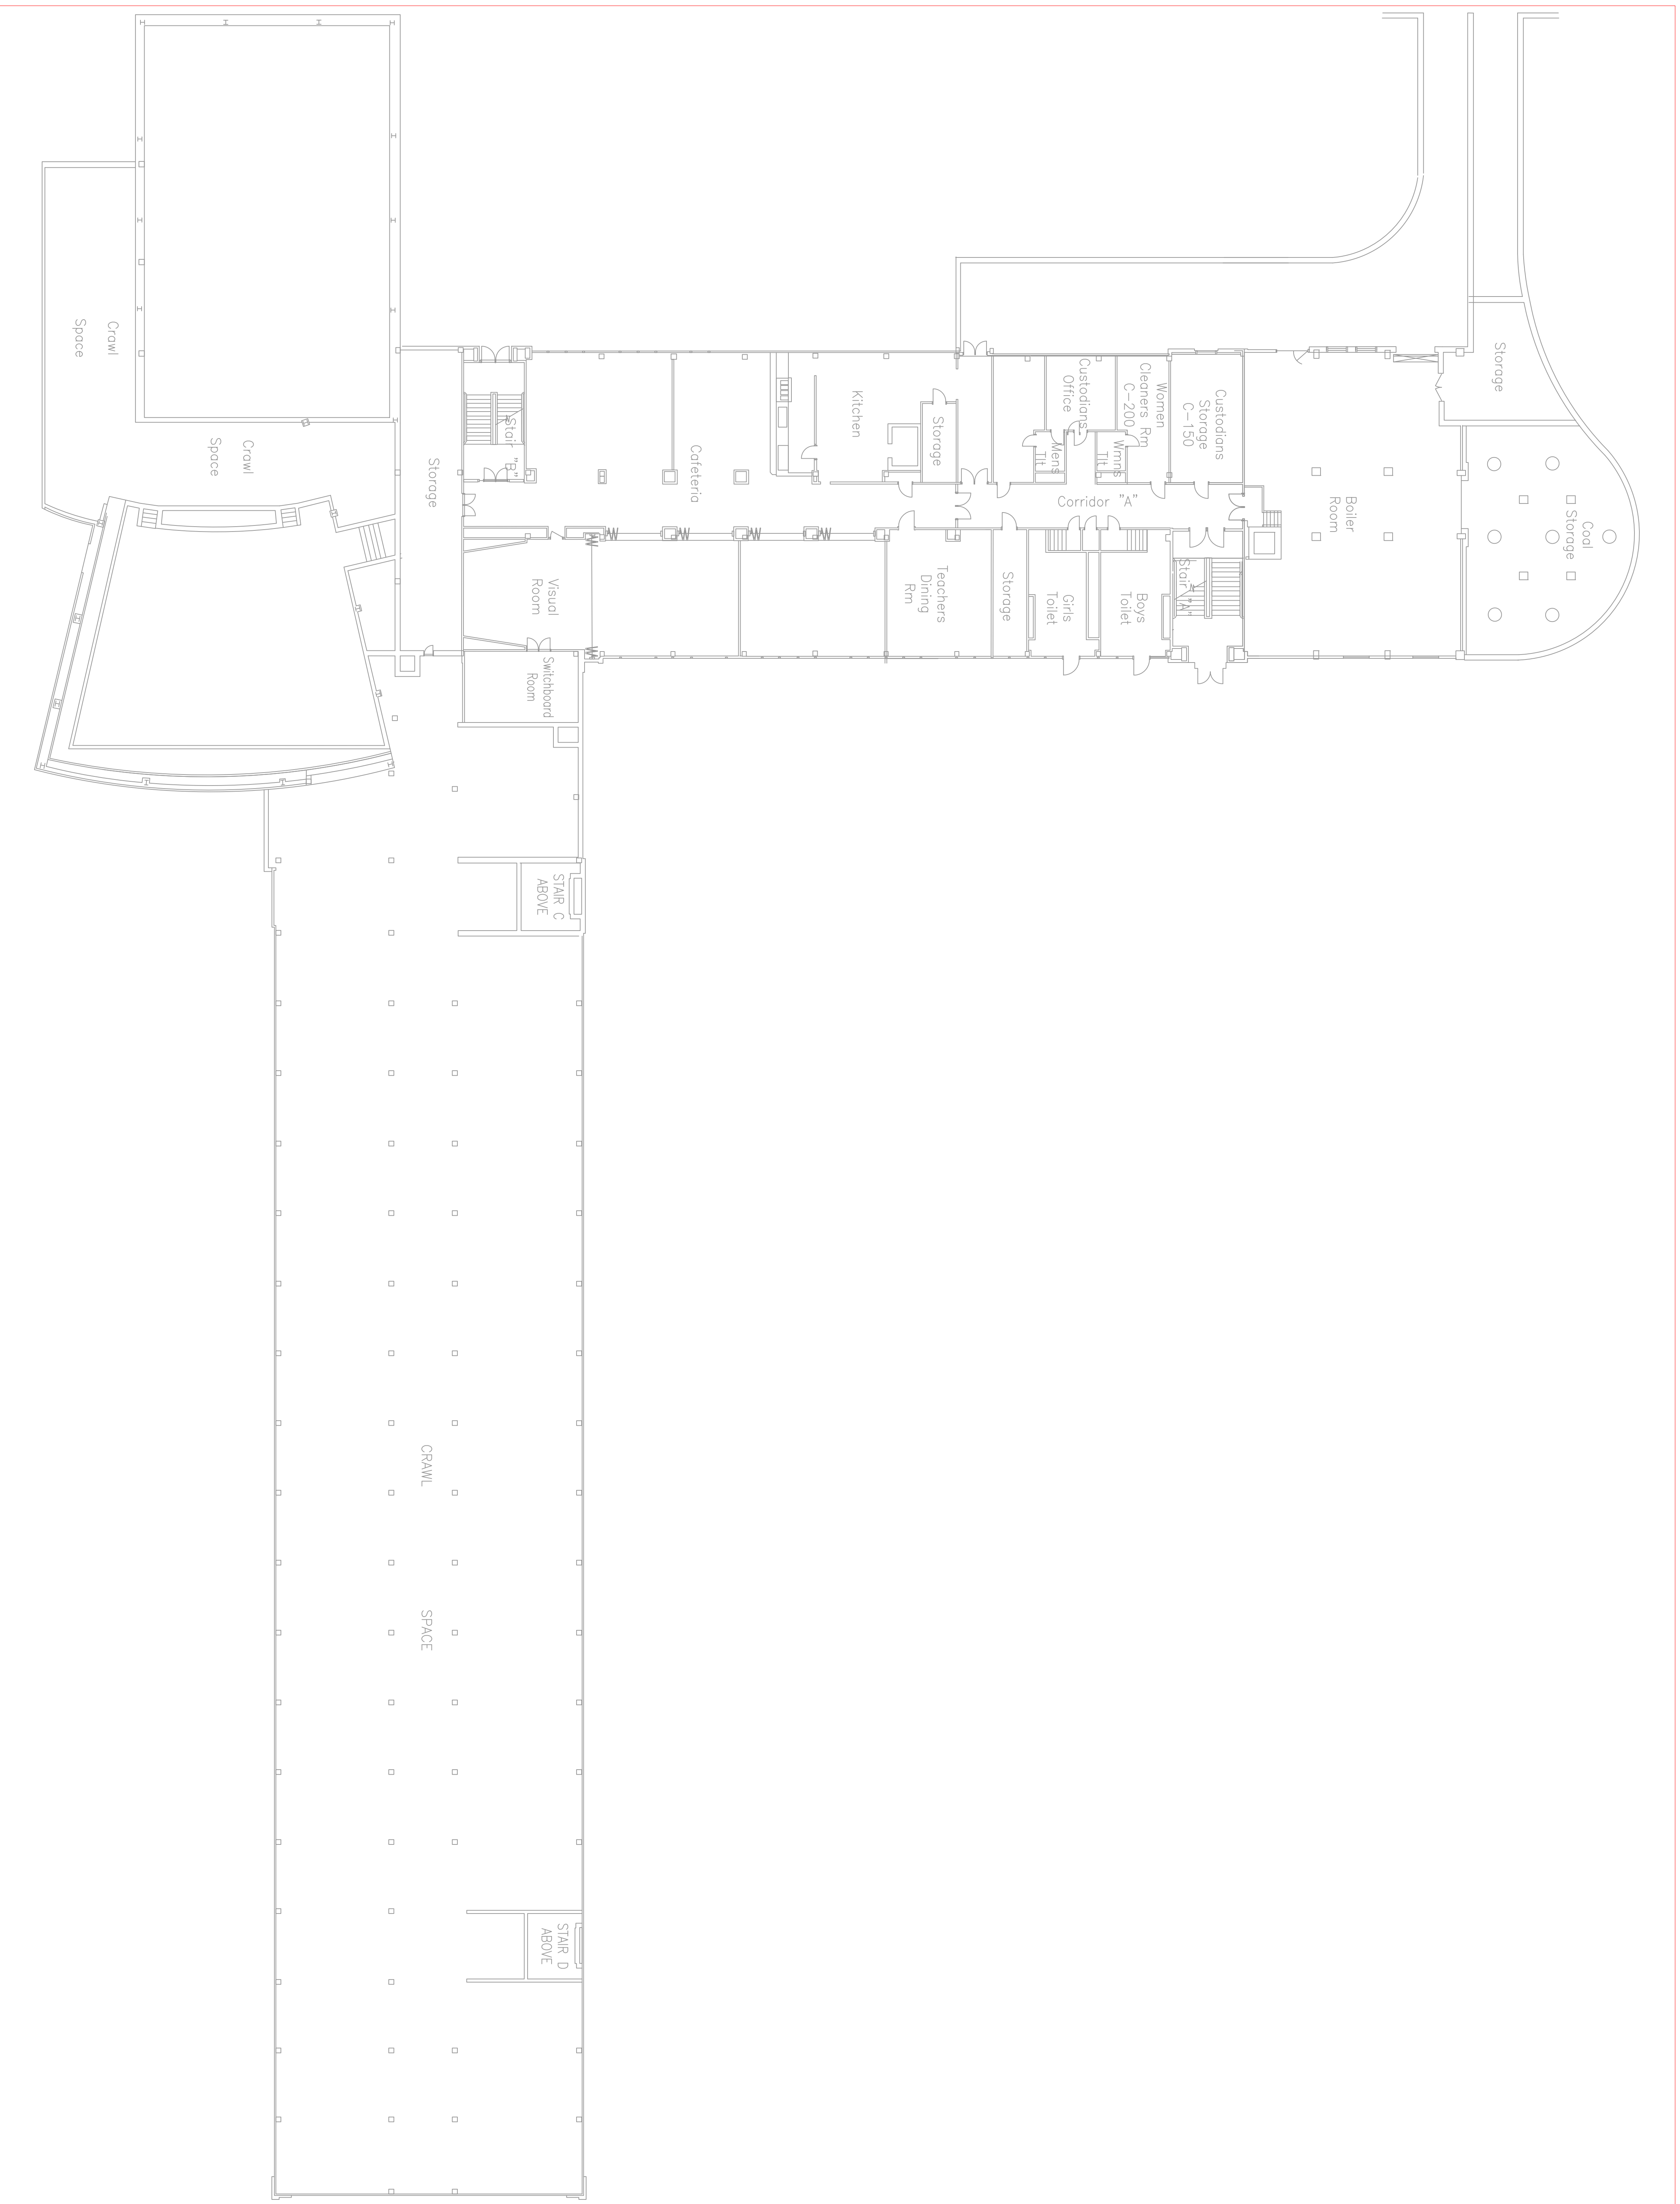 Storage
Coal
Storage
Boiler
Room
Custodians
Storage
C-150
Women
Cleaners Rm
C-200
Custodians
Office
Wmns
Tlt
Mens
Tlt
Corridor "A"
Stair "A"
Boys
Toilet
Girls
Toilet
Storage
Storage
Kitchen
Teachers
Dining
Rm
Cafeteria
Stair "B"
Visual
Room
Switchboard
Room
Storage
Crawl
Space
Crawl
Space
STAIR C
ABOVE
CRAWL
SPACE
STAIR D
ABOVE